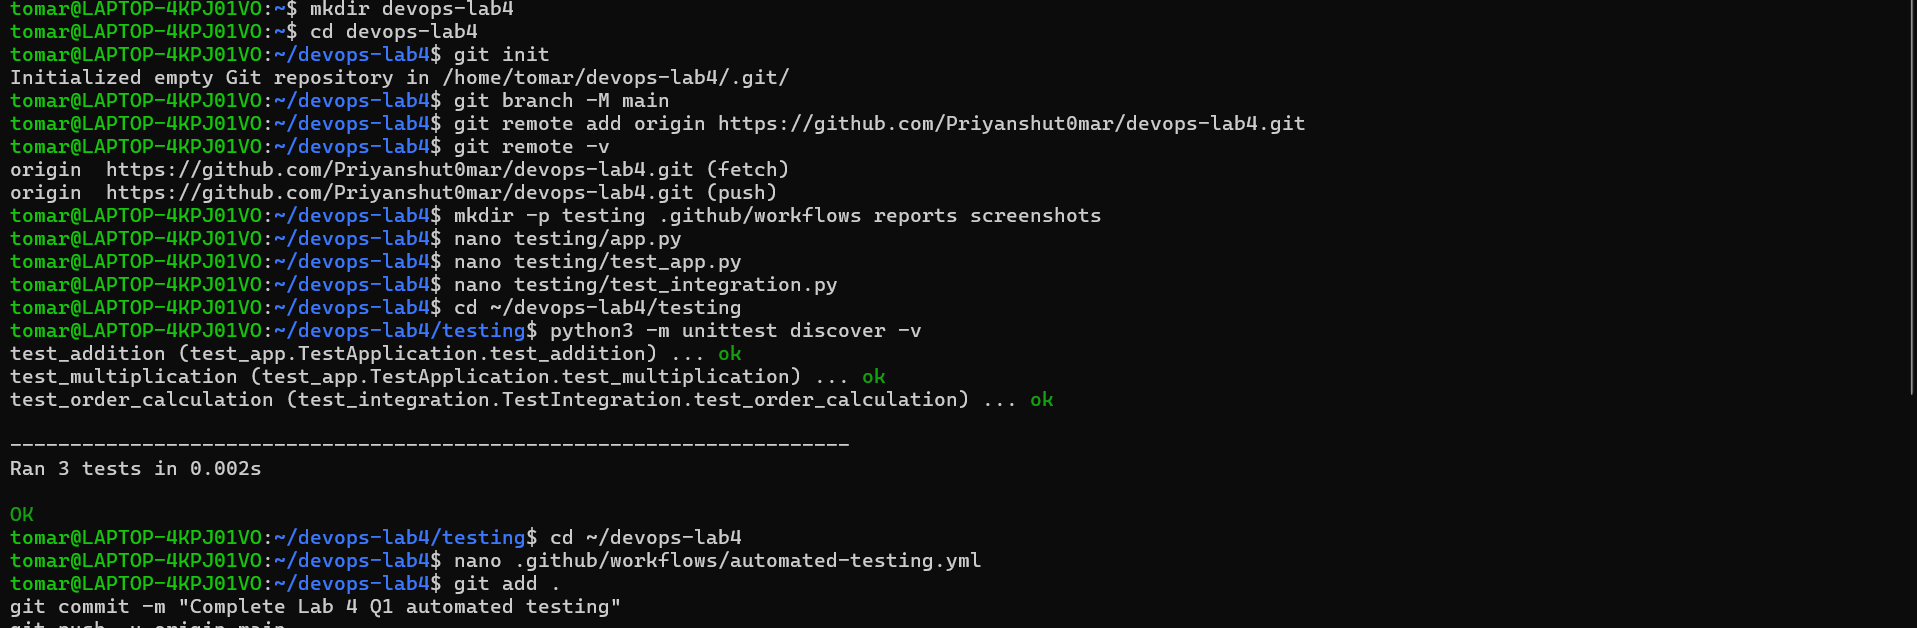 tomar@LAPTOP-4KPJ01VO:~$ mkdir devops-lab4
tomar@LAPTOP-4KPJ01VO:~$ cd devops-lab4
tomar@LAPTOP-4KPJ01VO:~/devops-lab4$ git init
Initialized empty Git repository in /home/tomar/devops-lab4/.git/
tomar@LAPTOP-4KPJ01VO:~/devops-lab4$ git branch -M main
tomar@LAPTOP-4KPJ01VO:~/devops-lab4$ git remote add origin https://github.com/Priyanshut0mar/devops-lab4.git
tomar@LAPTOP-4KPJ01VO:~/devops-lab4$ git remote -v
origin  https://github.com/Priyanshut0mar/devops-lab4.git (fetch)
origin  https://github.com/Priyanshut0mar/devops-lab4.git (push)
tomar@LAPTOP-4KPJ01VO:~/devops-lab4$ mkdir -p testing .github/workflows reports screenshots
tomar@LAPTOP-4KPJ01VO:~/devops-lab4$ nano testing/app.py
tomar@LAPTOP-4KPJ01VO:~/devops-lab4$ nano testing/test_app.py
tomar@LAPTOP-4KPJ01VO:~/devops-lab4$ nano testing/test_integration.py
tomar@LAPTOP-4KPJ01VO:~/devops-lab4$ cd ~/devops-lab4/testing
tomar@LAPTOP-4KPJ01VO:~/devops-lab4/testing$ python3 -m unittest discover -v
test_addition (test_app.TestApplication.test_addition) ... ok
test_multiplication (test_app.TestApplication.test_multiplication) ... ok
test_order_calculation (test_integration.TestIntegration.test_order_calculation) ... ok
----------------------------------------------------------------------
Ran 3 tests in 0.002s
OK
tomar@LAPTOP-4KPJ01VO:~/devops-lab4/testing$ cd ~/devops-lab4
tomar@LAPTOP-4KPJ01VO:~/devops-lab4$ nano .github/workflows/automated-testing.yml
tomar@LAPTOP-4KPJ01VO:~/devops-lab4$ git add .
git commit -m "Complete Lab 4 Q1 automated testing"
git push -u origin main